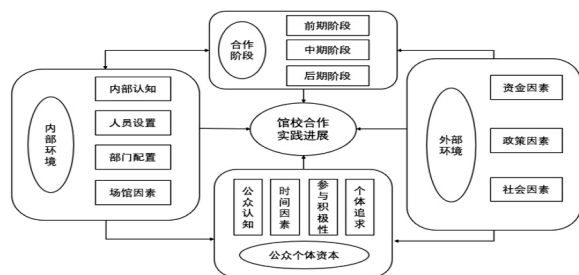 合作
阶段
前期阶段
中期阶段
后期阶段
内部环境
内部认知
人员设置
部门配置
场馆因素
馆校合作
实践进展
外部环境
资金因素
政策因素
社会因素
公众认知
时间因素
参与积极性
个体追求
公众个体资本